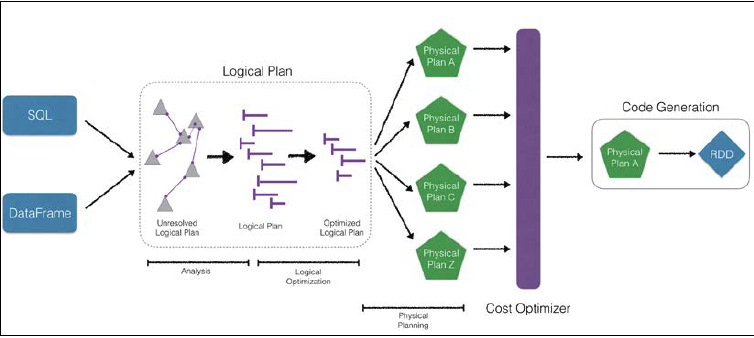 Logical Plan
SQL
DataFrame
Unresolved
Logical Plan
Logical Plan
Optimized
Logical Plan
Analysis
Logical
Optimization
Physical
Plan A
Physical
Plan B
Physical
Plan C
Physical
Plan Z
Physical
Planning
Cost Optimizer
Code Generation
Physical
Plan A
RDD